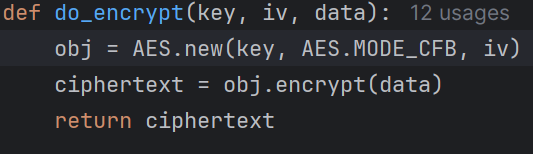 def do_encrypt(key, iv, data): 12 usages
    obj = AES.new(key, AES.MODE_CFB, iv)
    ciphertext = obj.encrypt(data)
    return ciphertext